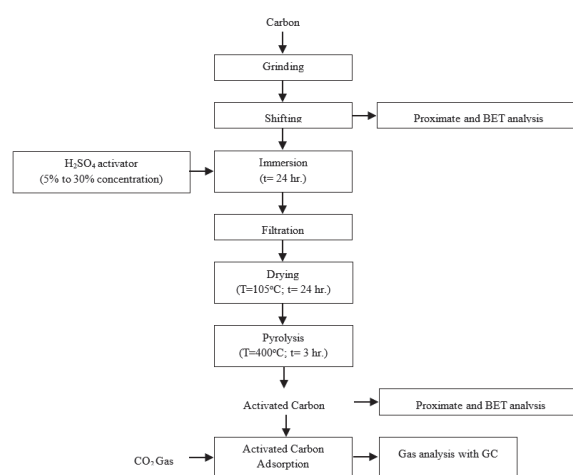 Carbon
Grinding
Shifting
Proximate and BET analysis
H₂SO₄ activator
(5% to 30% concentration)
Immersion
(t= 24 hr.)
Filtration
Drying
(T=105°C; t= 24 hr.)
Pyrolysis
(T=400°C; t= 3 hr.)
Activated Carbon
Proximate and BET analysis
CO₂ Gas
Activated Carbon
Adsorption
Gas analysis with GC